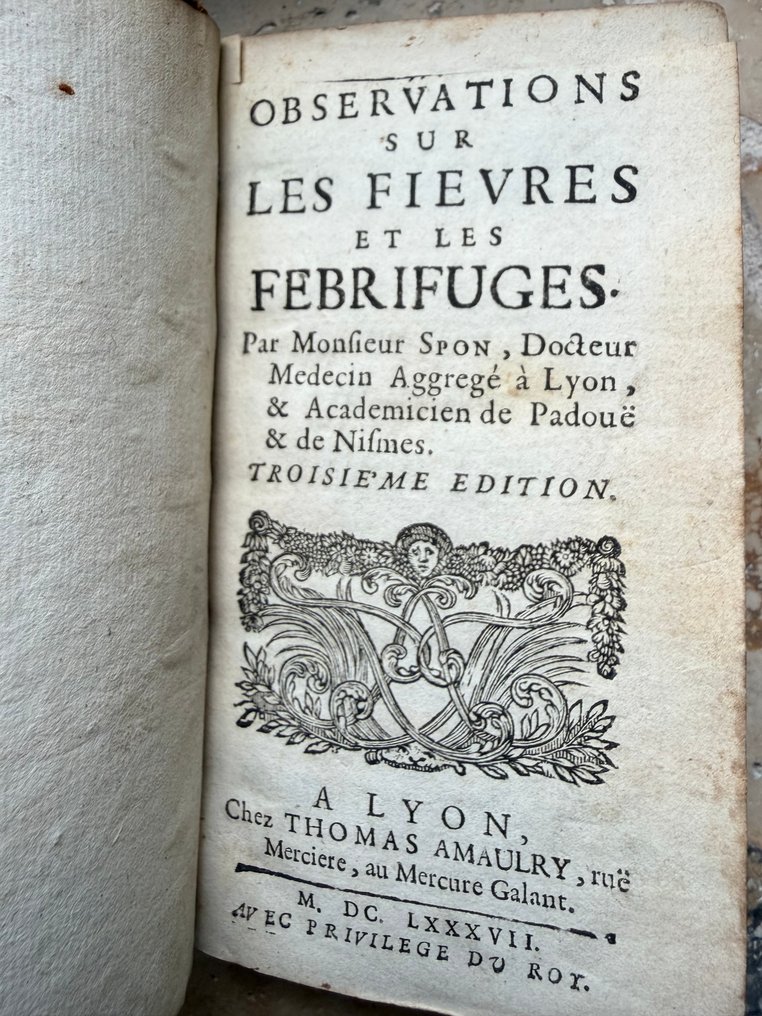 OBSERVATIONS
SUR
LES FIEVRES
ET LES
FEBRIFUGES.
Par Monſieur SPON, Docteur
Medecin Aggregé à Lyon,
& Academicien de Padouë
& de Niſmes.
TROISIE'ME EDITION.
A LYON,
Chez THOMAS AMAULRY, ruë
Merciere, au Mercure Galant.
M. DC. LXXXVII.
AVEC PRIVILEGE DV ROY.